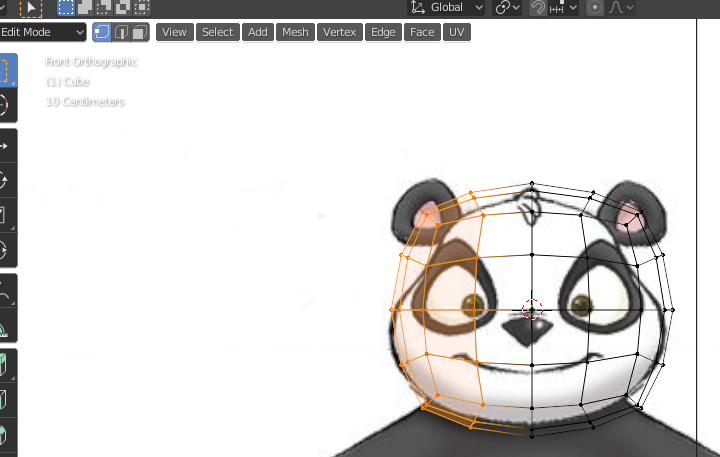 Global
Edit Mode
View Select Add Mesh Vertex Edge Face UV
Front Orthographic
(1) Cube
10 Centimeters